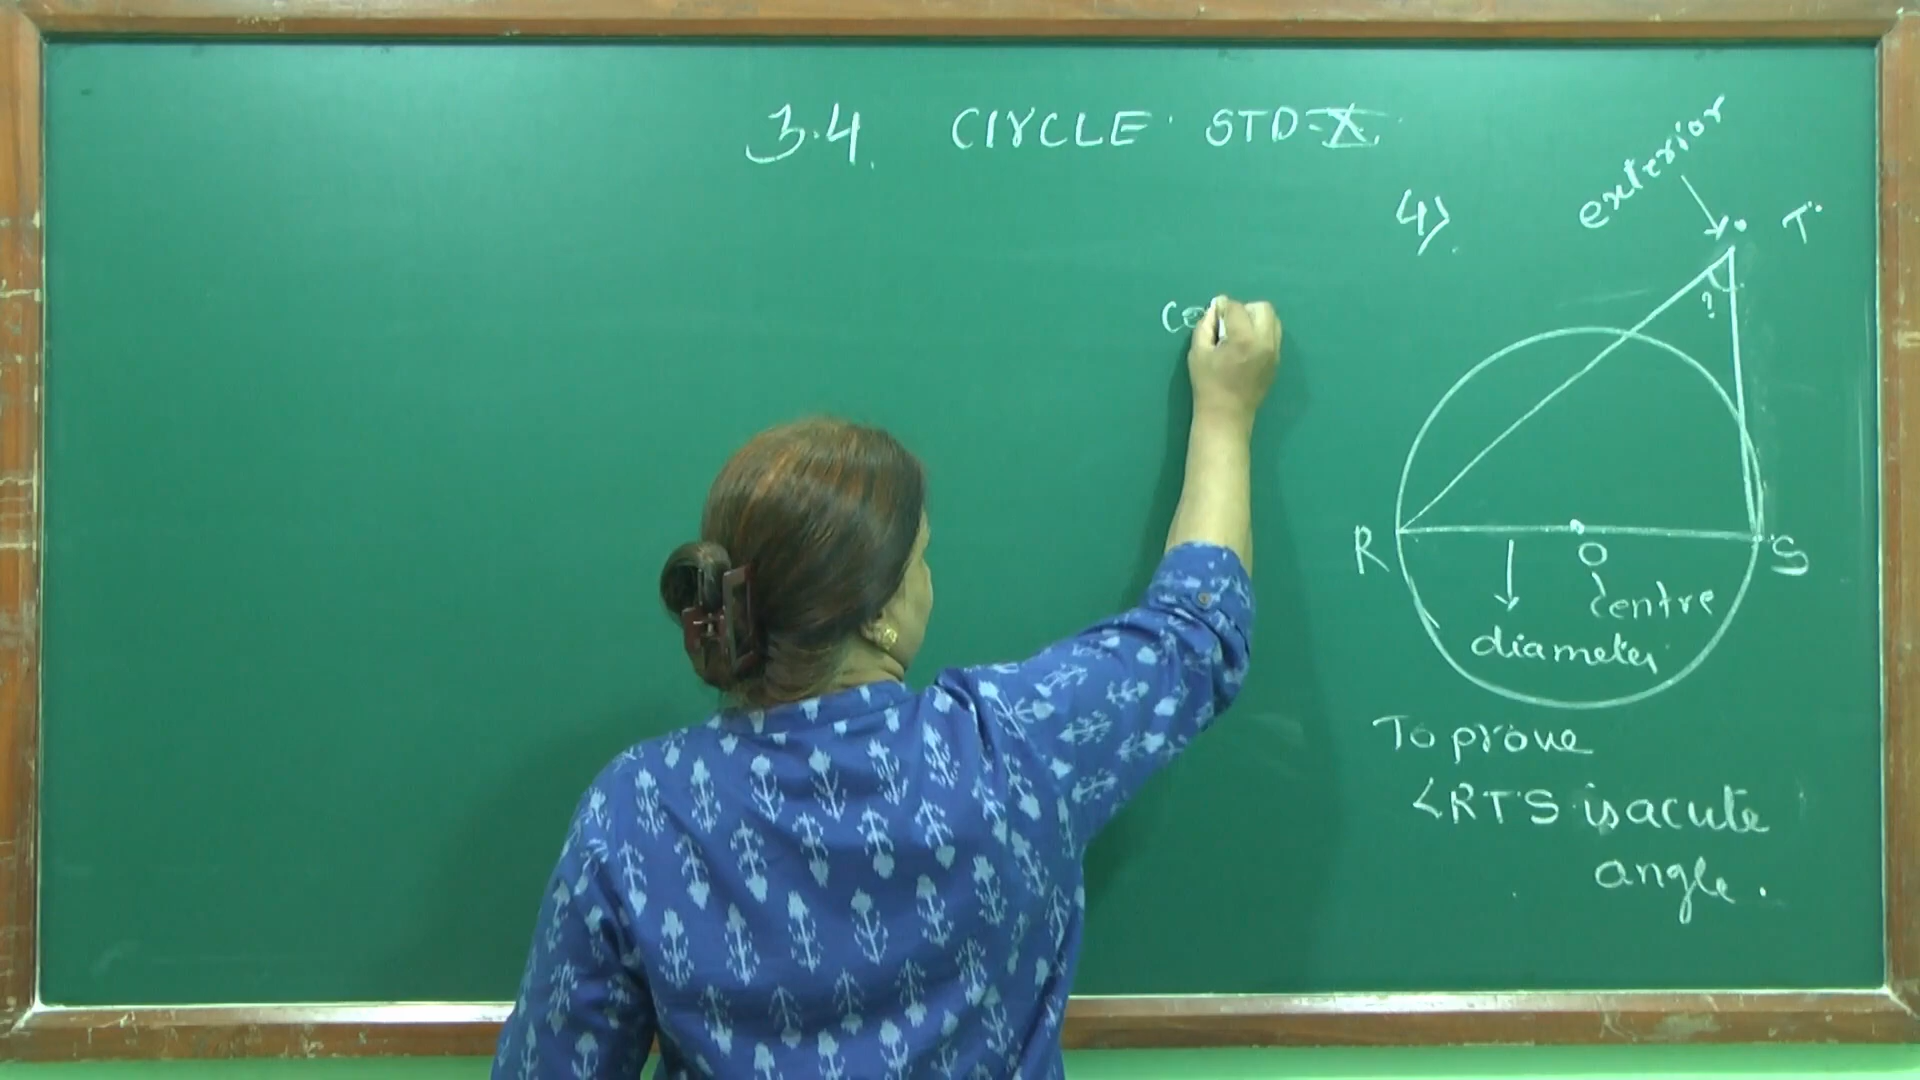 3.4. CIRCLE STD-X
4)
exterior
T
?
R
O
S
centre
diameter
To prove
<RTS is acute
angle.